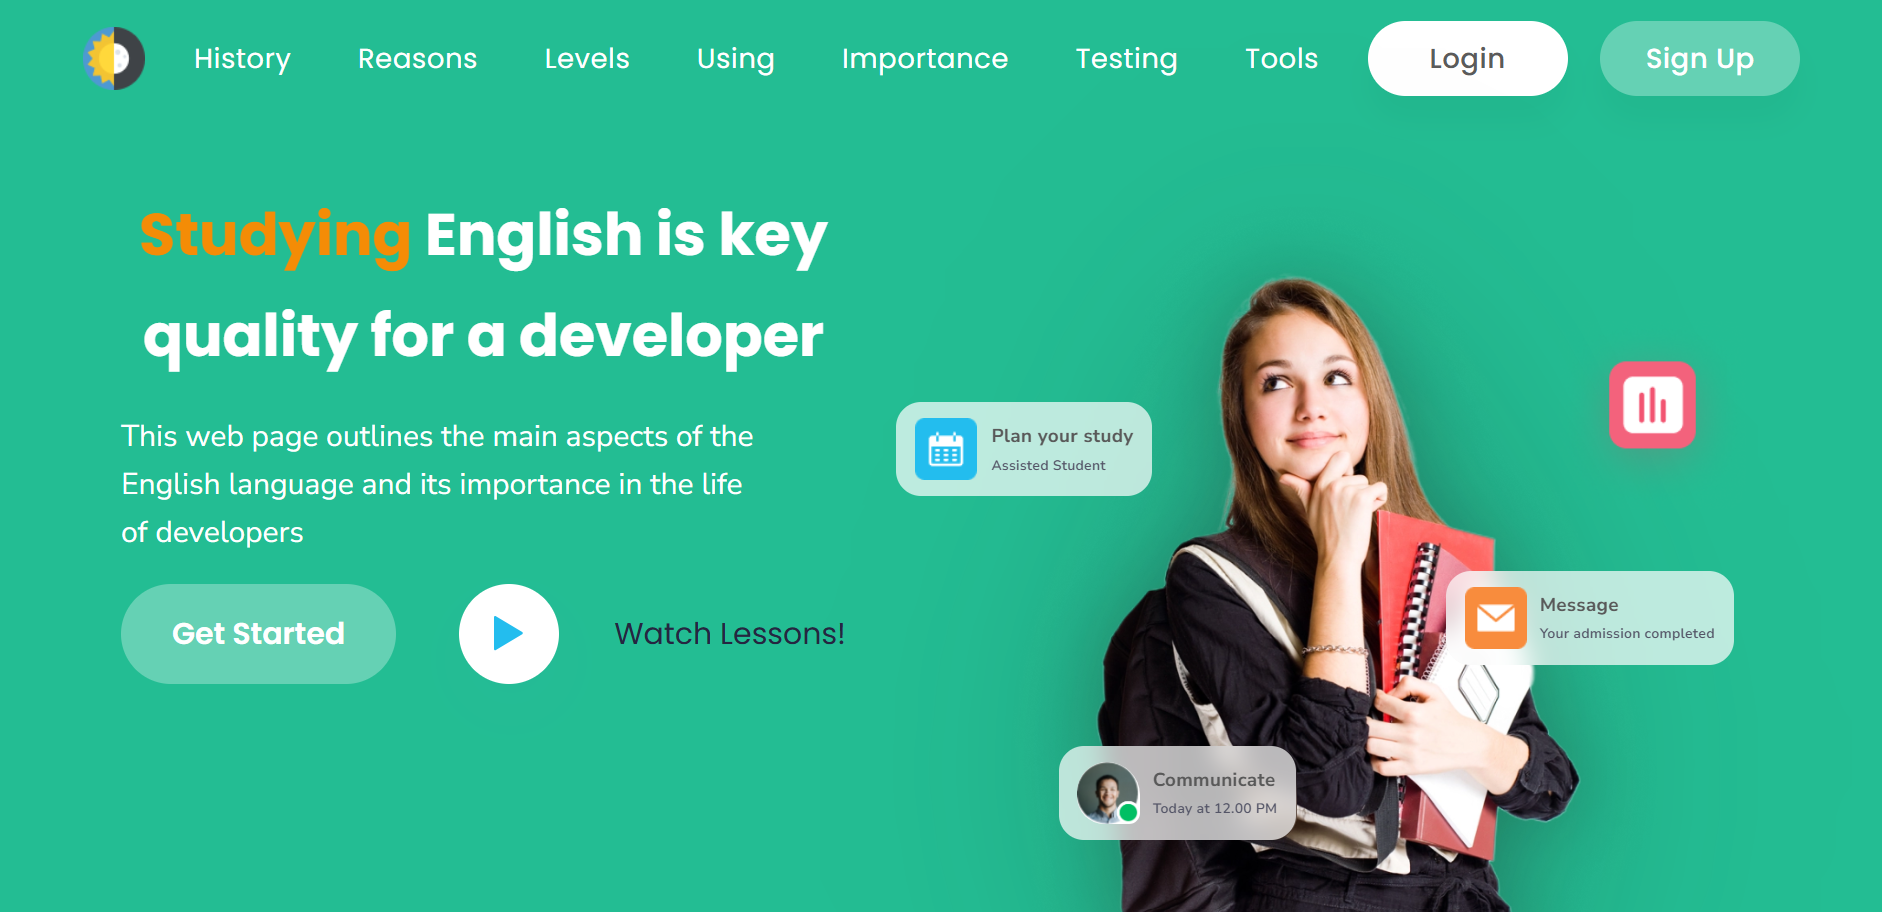 History Reasons Levels Using Importance Testing Tools Login Sign Up
Studying English is key
quality for a developer
This web page outlines the main aspects of the
English language and its importance in the life
of developers
Get Started
Watch Lessons!
Plan your study
Assisted Student
Message
Your admission completed
Communicate
Today at 12.00 PM